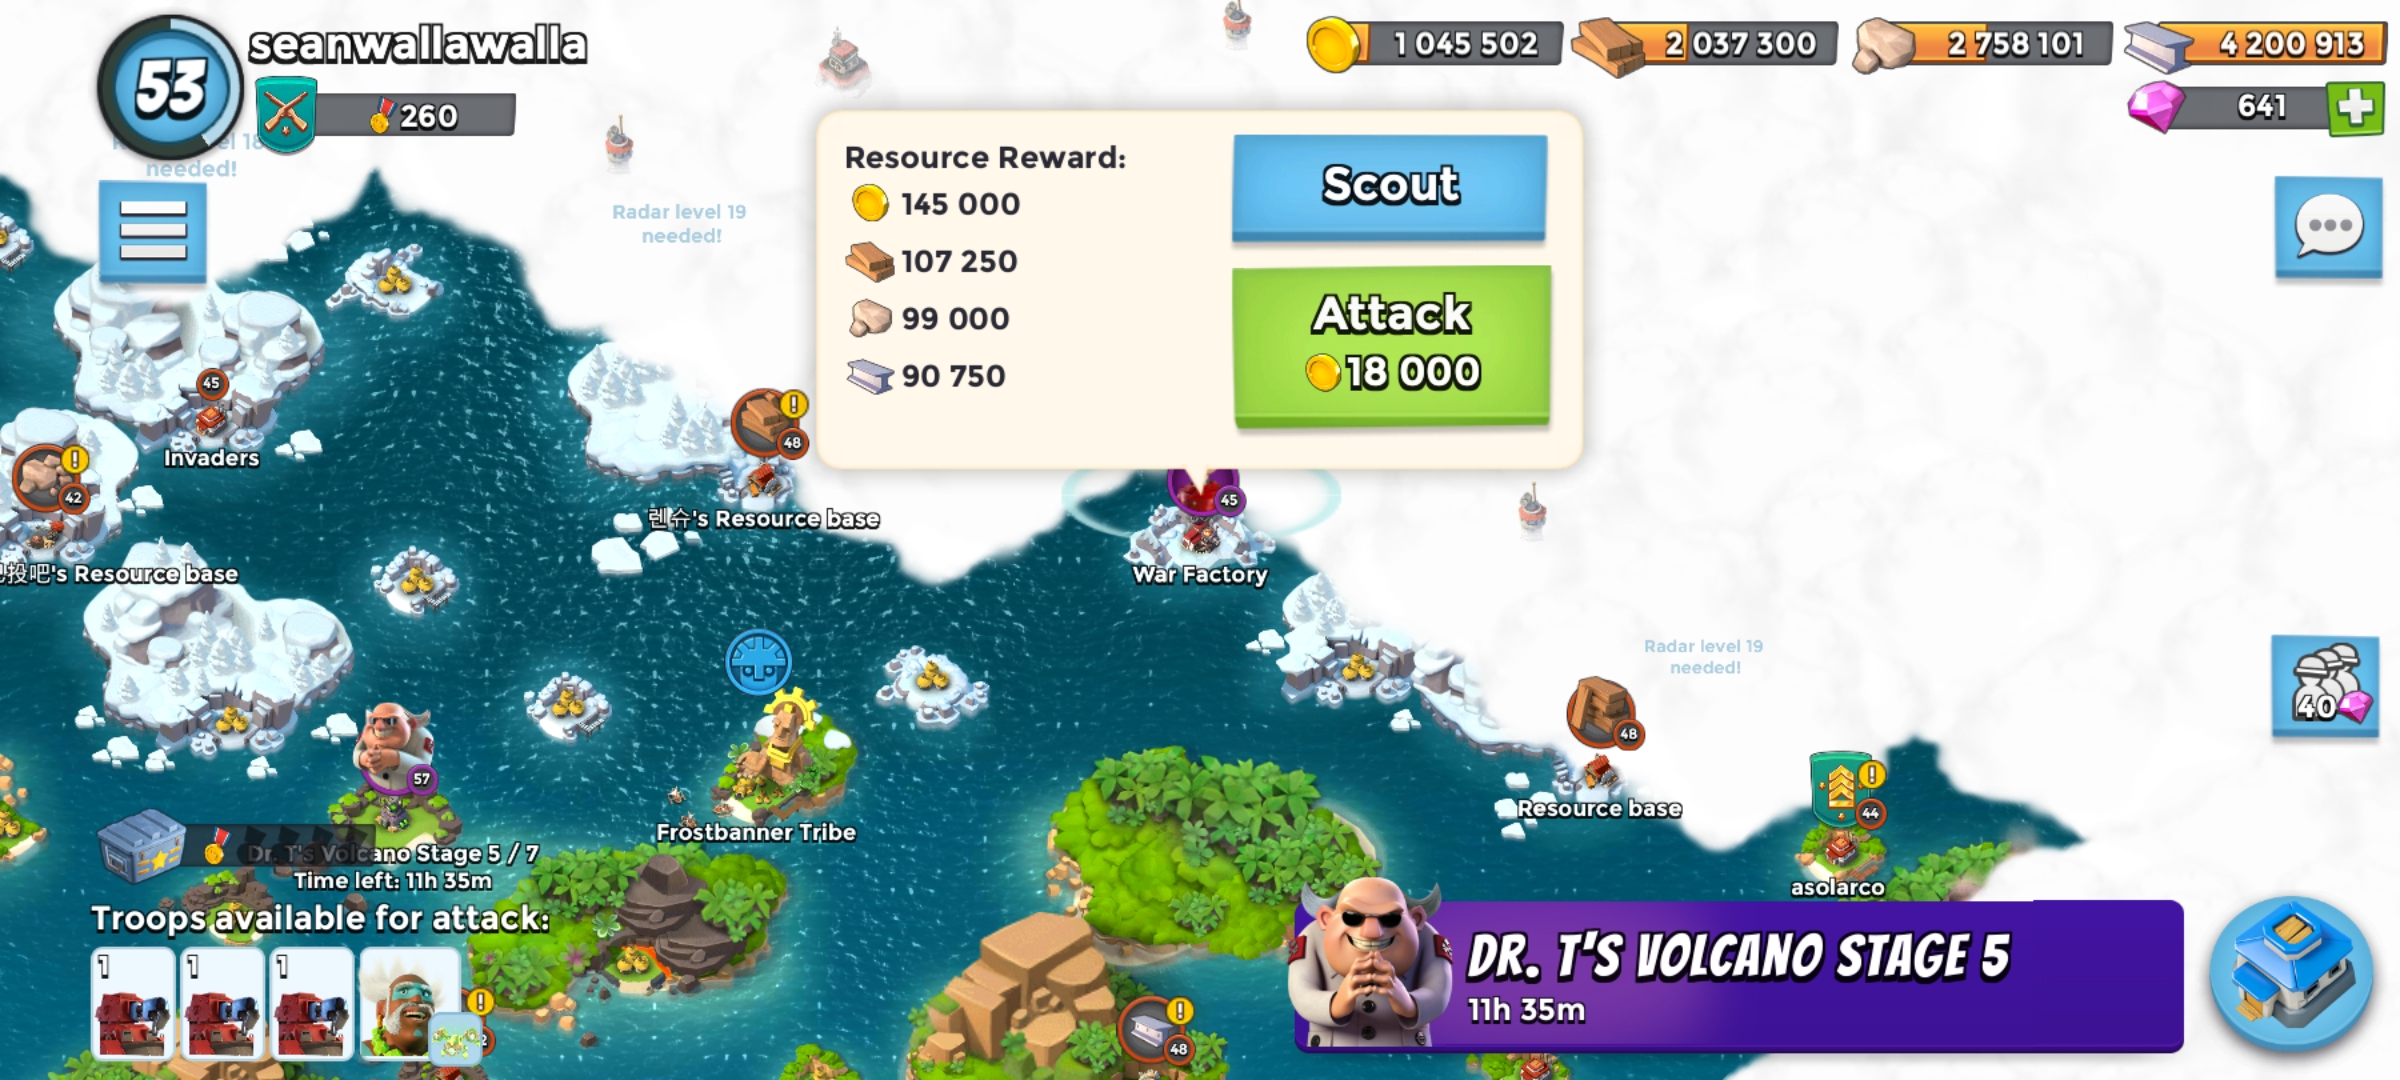 53
seanwallawalla
260
1 045 502
2 037 300
2 758 101
4 200 913
641
needed!
Radar level 19
needed!
Resource Reward:
145 000
107 250
99 000
90 750
Scout
Attack
18 000
45
Invaders
42
48
렌슈's Resource base
投吧's Resource base
45
War Factory
Radar level 19
needed!
40
48
Resource base
57
Frostbanner Tribe
44
asolarco
Dr. T's Volcano Stage 5 / 7
Time left: 11h 35m
Troops available for attack:
1
1
1
48
DR. T'S VOLCANO STAGE 5
11h 35m